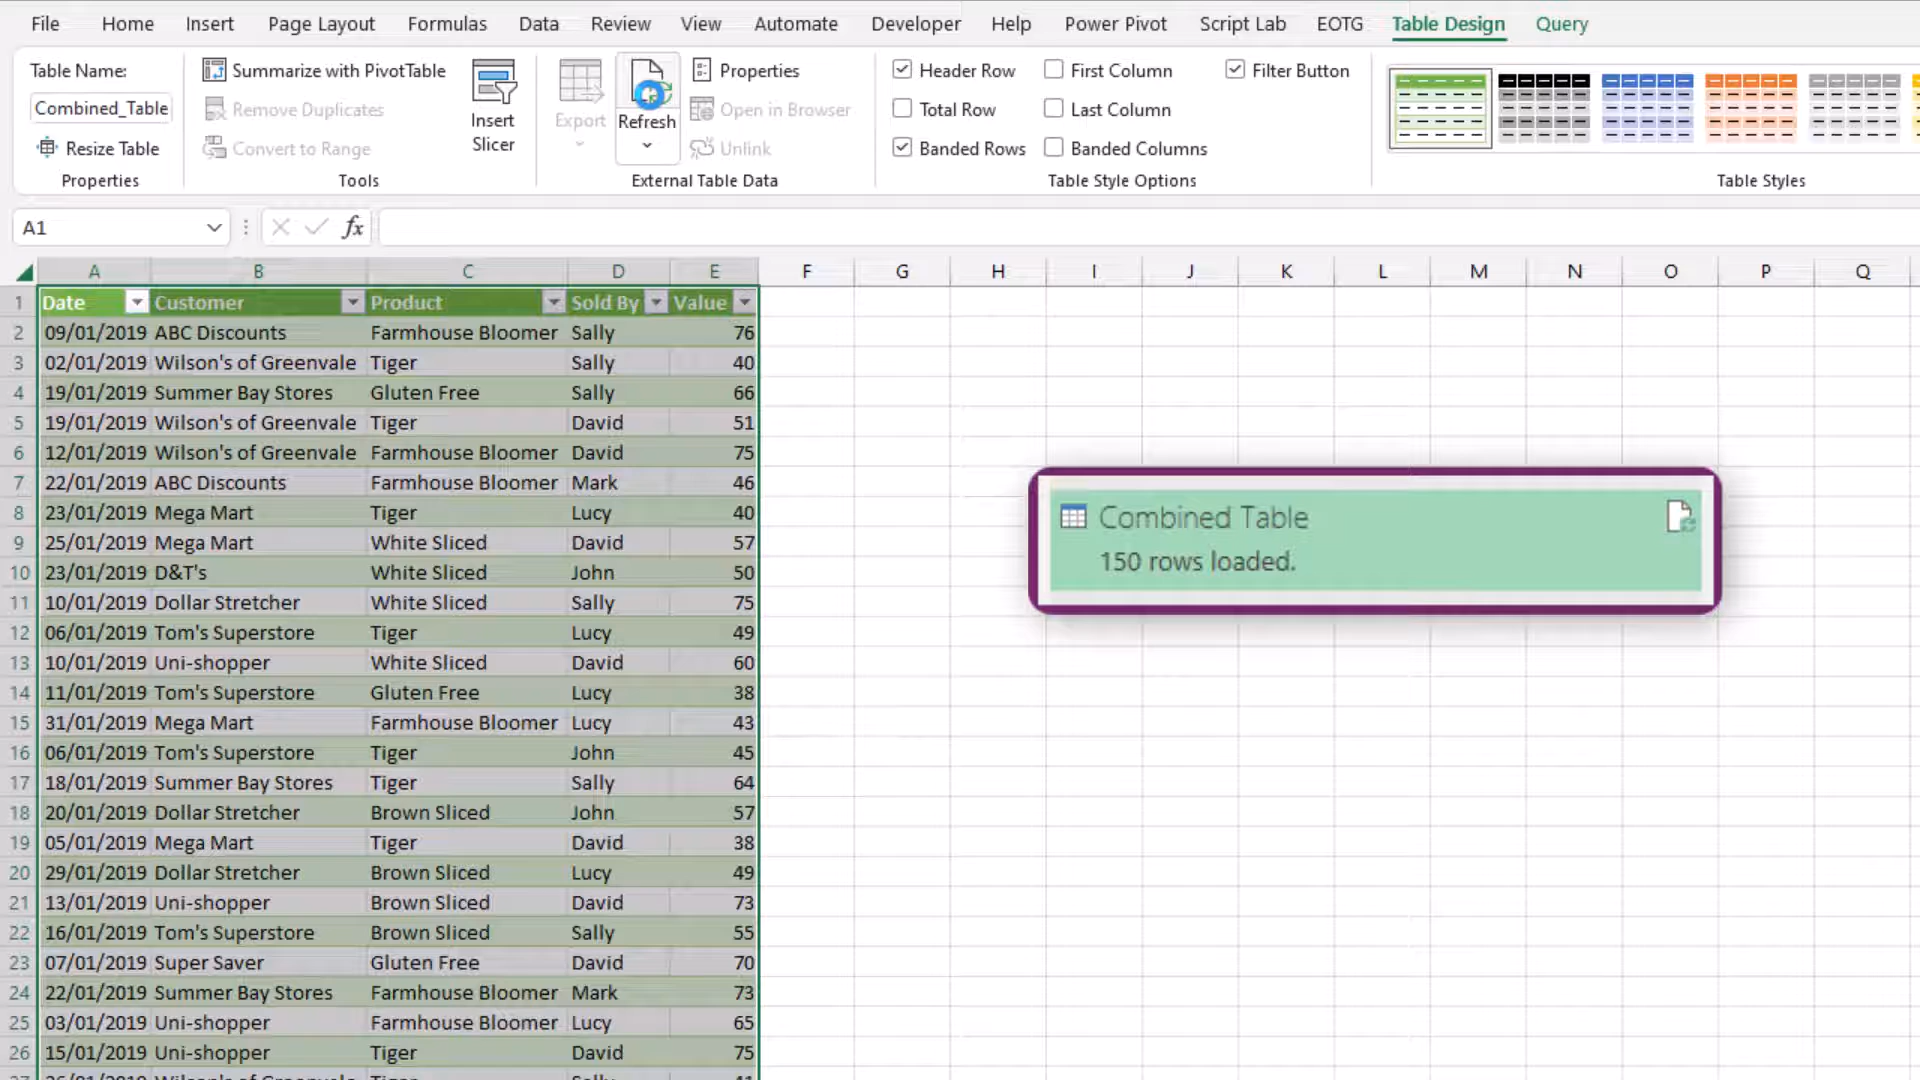 File Home Insert Page Layout Formulas Data Review View Automate Developer Help Power Pivot Script Lab EOTG Table Design Query
Table Name:
Combined_Table
Resize Table
Properties
Summarize with PivotTable
Remove Duplicates
Convert to Range
Insert
Slicer
Tools
Export
Refresh
Properties
Open in Browser
Unlink
External Table Data
Header Row First Column Filter Button
Total Row Last Column
Banded Rows Banded Columns
Table Style Options
Table Styles
A1 fx
A B C D E F G H I J K L M N O P Q
1 Date Customer Product Sold By Value
2 09/01/2019 ABC Discounts Farmhouse Bloomer Sally 76
3 02/01/2019 Wilson's of Greenvale Tiger Sally 40
4 19/01/2019 Summer Bay Stores Gluten Free Sally 66
5 19/01/2019 Wilson's of Greenvale Tiger David 51
6 12/01/2019 Wilson's of Greenvale Farmhouse Bloomer David 75
7 22/01/2019 ABC Discounts Farmhouse Bloomer Mark 46
8 23/01/2019 Mega Mart Tiger Lucy 40
9 25/01/2019 Mega Mart White Sliced David 57
10 23/01/2019 D&T's White Sliced John 50
11 10/01/2019 Dollar Stretcher White Sliced Sally 75
12 06/01/2019 Tom's Superstore Tiger Lucy 49
13 10/01/2019 Uni-shopper White Sliced David 60
14 11/01/2019 Tom's Superstore Gluten Free Lucy 38
15 31/01/2019 Mega Mart Farmhouse Bloomer Lucy 43
16 06/01/2019 Tom's Superstore Tiger John 45
17 18/01/2019 Summer Bay Stores Tiger Sally 64
18 20/01/2019 Dollar Stretcher Brown Sliced John 57
19 05/01/2019 Mega Mart Tiger David 38
20 29/01/2019 Dollar Stretcher Brown Sliced Lucy 49
21 13/01/2019 Uni-shopper Brown Sliced David 73
22 16/01/2019 Tom's Superstore Brown Sliced Sally 55
23 07/01/2019 Super Saver Gluten Free David 70
24 22/01/2019 Summer Bay Stores Farmhouse Bloomer Mark 73
25 03/01/2019 Uni-shopper Farmhouse Bloomer Lucy 65
26 15/01/2019 Uni-shopper Tiger David 75
Combined Table
150 rows loaded.